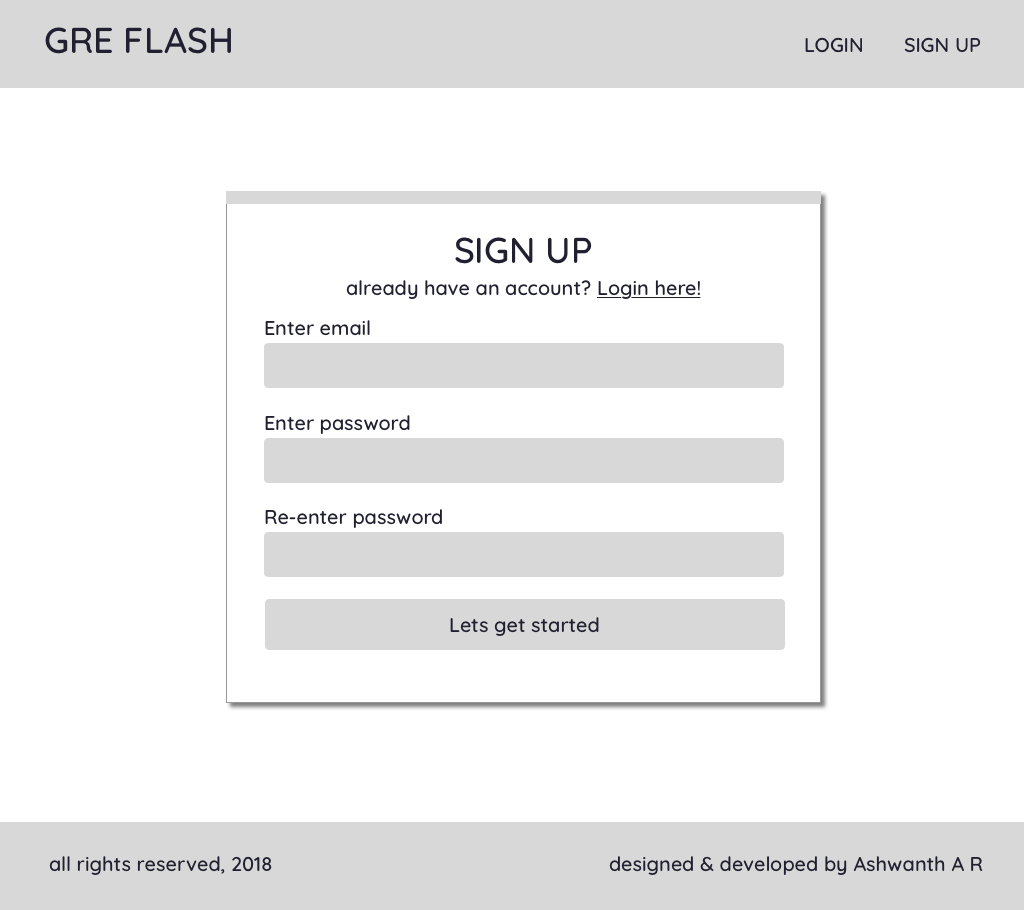 GRE FLASH
LOGIN
SIGN UP
SIGN UP
already have an account? Login here!
Enter email
Enter password
Re-enter password
Lets get started
all rights reserved, 2018
designed & developed by Ashwanth A R